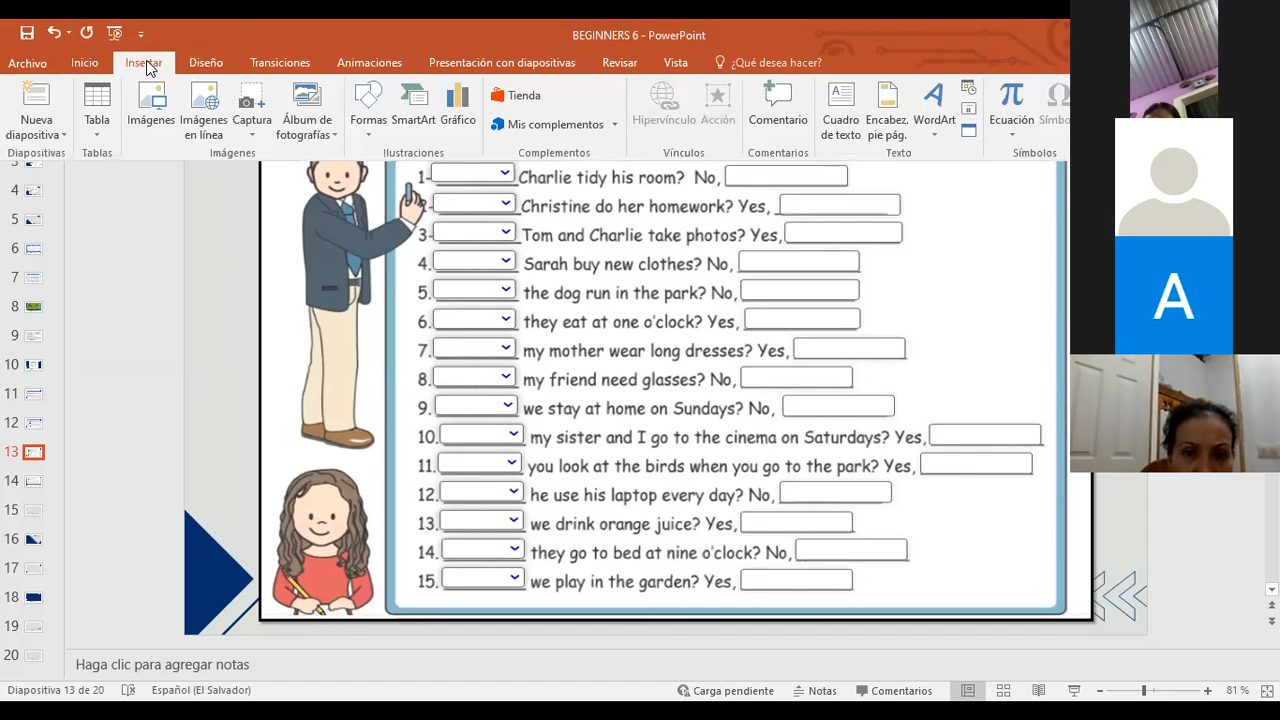 BEGINNERS 6 - PowerPoint
Archivo Inicio Insertar Diseño Transiciones Animaciones Presentación con diapositivas Revisar Vista ¿Qué desea hacer?
Nueva diapositiva
Tabla
Imágenes
Imágenes en línea
Captura
Álbum de fotografías
Formas
SmartArt
Gráfico
Tienda
Mis complementos
Hipervínculo
Acción
Comentario
Cuadro de texto
Encabez. pie pág.
WordArt
Ecuación
Diapositivas Tablas Imágenes Ilustraciones Complementos Vínculos Comentarios Texto Símbolos
4
5
6
7
8
9
10
11
12
13
14
15
16
17
18
19
20
1- Charlie tidy his room? No,
Christine do her homework? Yes,
3- Tom and Charlie take photos? Yes,
4. Sarah buy new clothes? No,
5. the dog run in the park? No,
6. they eat at one o'clock? Yes,
7. my mother wear long dresses? Yes,
8. my friend need glasses? No,
9. we stay at home on Sundays? No,
10. my sister and I go to the cinema on Saturdays? Yes,
11. you look at the birds when you go to the park? Yes,
12. he use his laptop every day? No,
13. we drink orange juice? Yes,
14. they go to bed at nine o'clock? No,
15. we play in the garden? Yes,
A
Haga clic para agregar notas
Diapositiva 13 de 20 Español (El Salvador) Carga pendiente Notas Comentarios 81 %